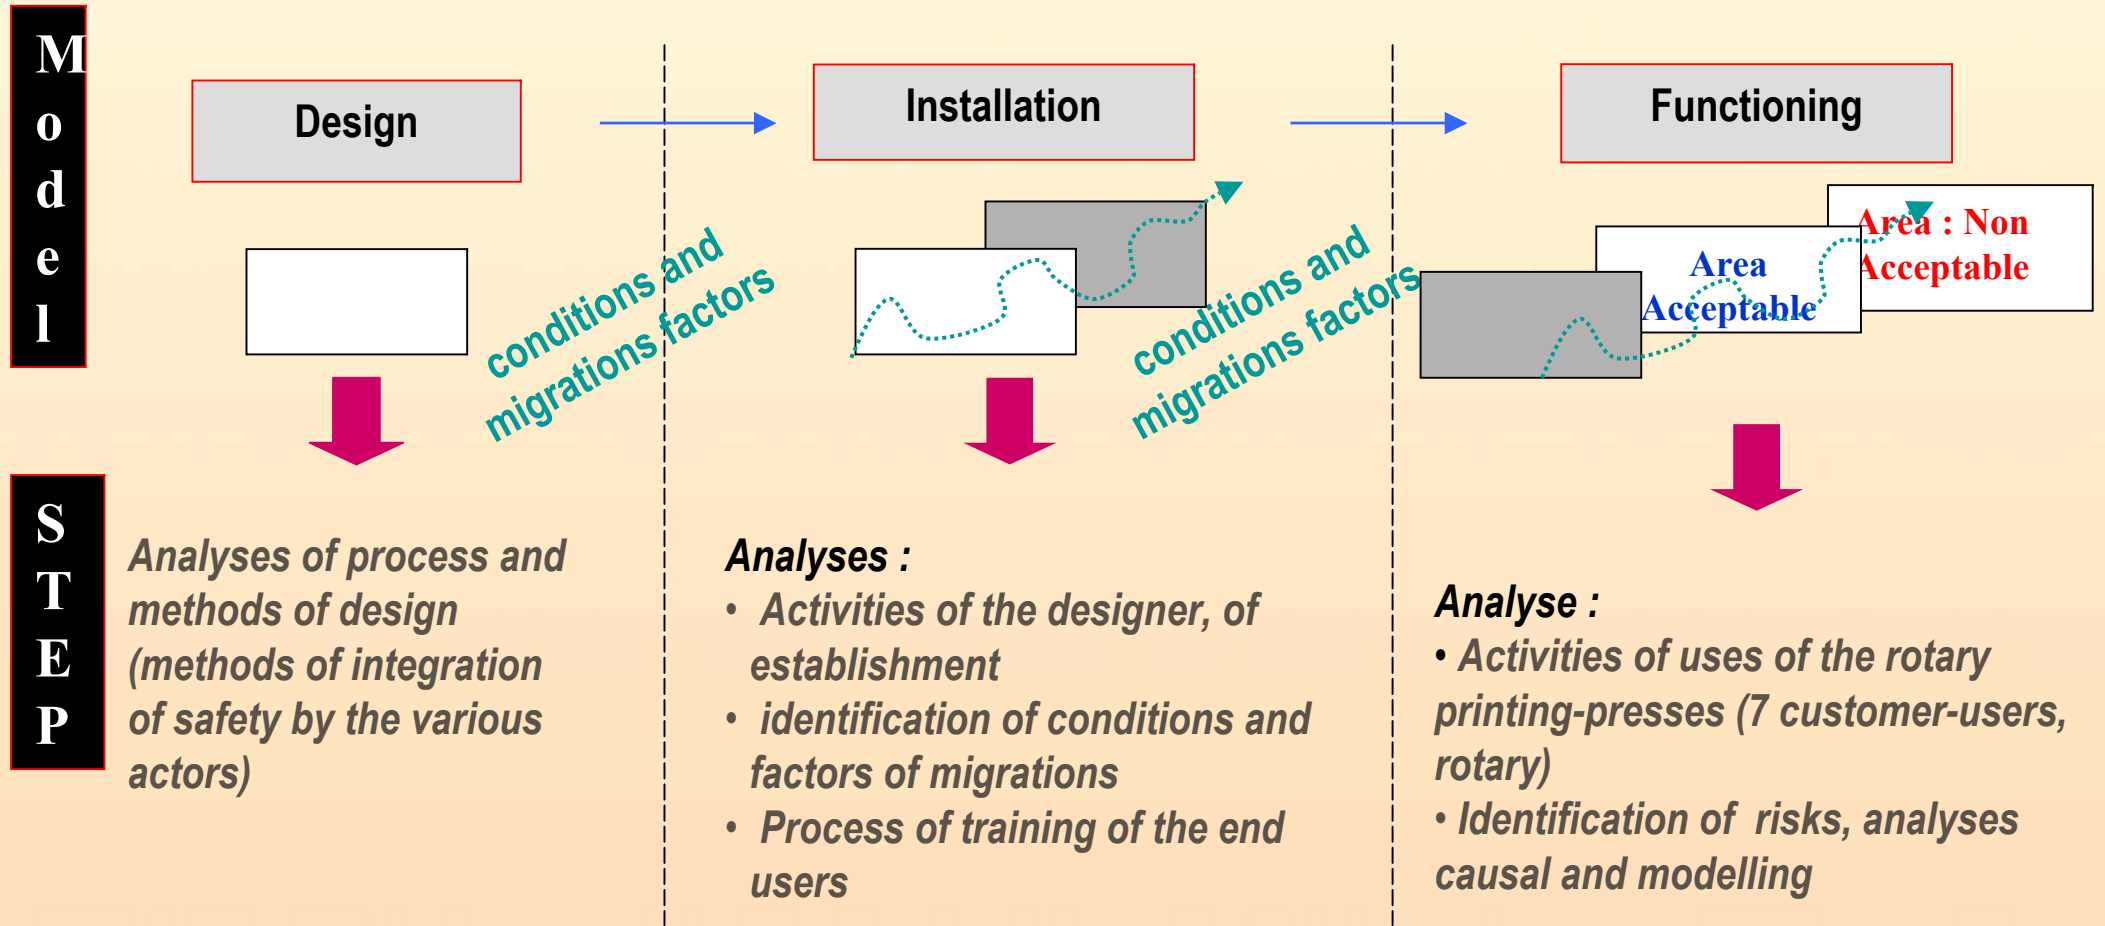 Model
Design
Installation
Functioning
conditions and
migrations factors
conditions and
migrations factors
Area
Acceptable
Area : Non
Acceptable
STEP
Analyses of process and
methods of design
(methods of integration
of safety by the various
actors)
Analyses :
• Activities of the designer, of
establishment
• identification of conditions and
factors of migrations
• Process of training of the end
users
Analyse :
• Activities of uses of the rotary
printing-presses (7 customer-users,
rotary)
• Identification of risks, analyses
causal and modelling